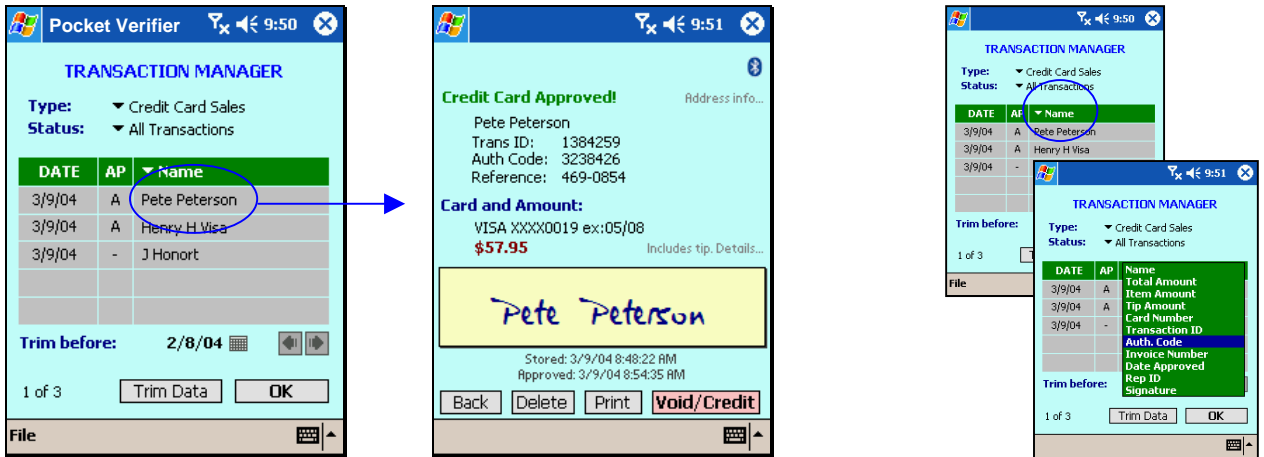 Pocket Verifier 9:50
TRANSACTION MANAGER
Type: Credit Card Sales
Status: All Transactions
DATE AP Name
3/9/04 A Pete Peterson
3/9/04 A Henry H Visa
3/9/04 - J Honort
Trim before: 2/8/04
1 of 3 Trim Data OK
File
9:51
Credit Card Approved! Address info...
Pete Peterson
Trans ID: 1384259
Auth Code: 3238426
Reference: 469-0854
Card and Amount:
VISA XXXX0019 ex:05/08
$57.95 Includes tip. Details...
Pete Peterson
Stored: 3/9/04 8:48:22 AM
Approved: 3/9/04 8:54:35 AM
Back Delete Print Void/Credit
9:50
TRANSACTION MANAGER
Type: Credit Card Sales
Status: All Transactions
DATE AP Name
3/9/04 A Pete Peterson
3/9/04 A Henry H Visa
3/9/04 -
Trim before:
1 of 3
File
9:51
TRANSACTION MANAGER
Type: Credit Card Sales
Status: All Transactions
DATE AP Name
Total Amount
3/9/04 A Item Amount
3/9/04 A Tip Amount
Card Number
3/9/04 - Transaction ID
Auth. Code
Invoice Number
Date Approved
Trim before: Rep ID
Signature
1 of 3 Trim Data OK